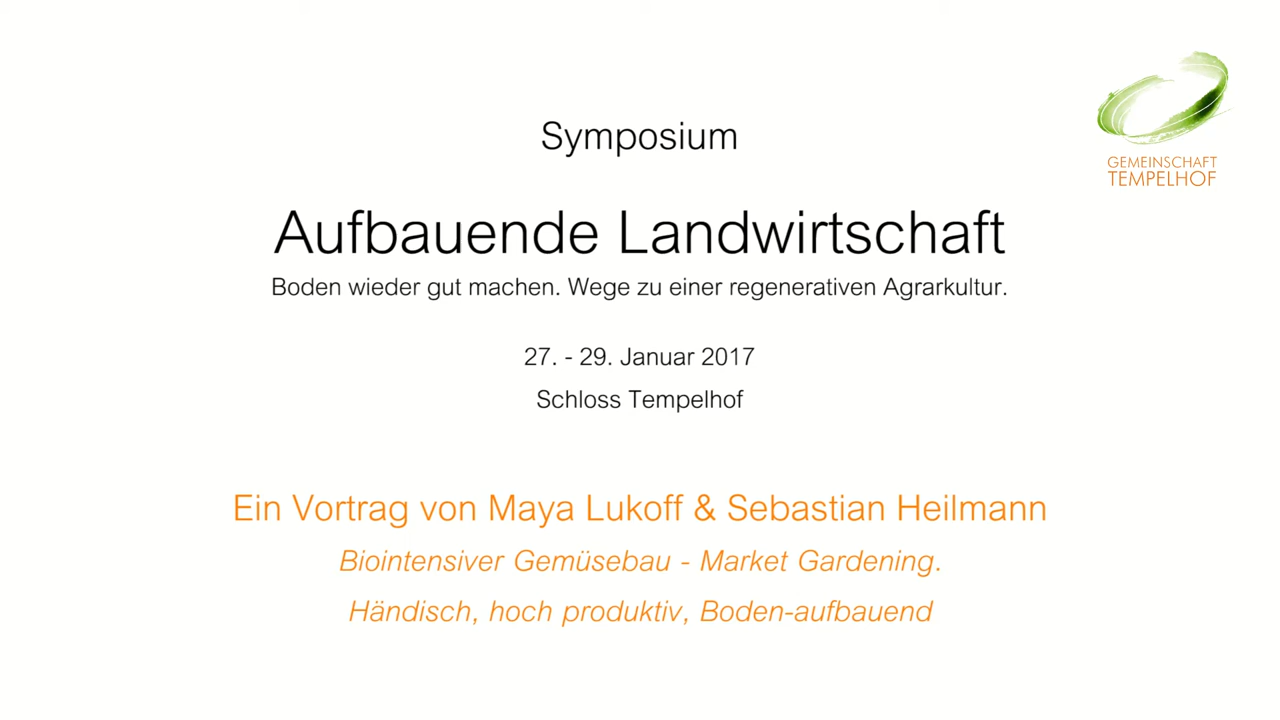 Symposium
GEMEINSCHAFT
TEMPELHOF
Aufbauende Landwirtschaft
Boden wieder gut machen. Wege zu einer regenerativen Agrarkultur.
27. - 29. Januar 2017
Schloss Tempelhof
Ein Vortrag von Maya Lukoff & Sebastian Heilmann
Biointensiver Gemüsebau - Market Gardening.
Händisch, hoch produktiv, Boden-aufbauend